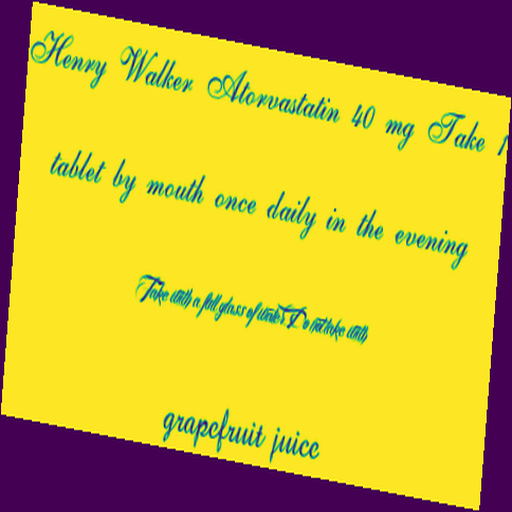 Henry Walker Atorvastatin 40 mg Take 1
tablet by mouth once daily in the evening
Take with a full glass of water Do not take with
grapefruit juice